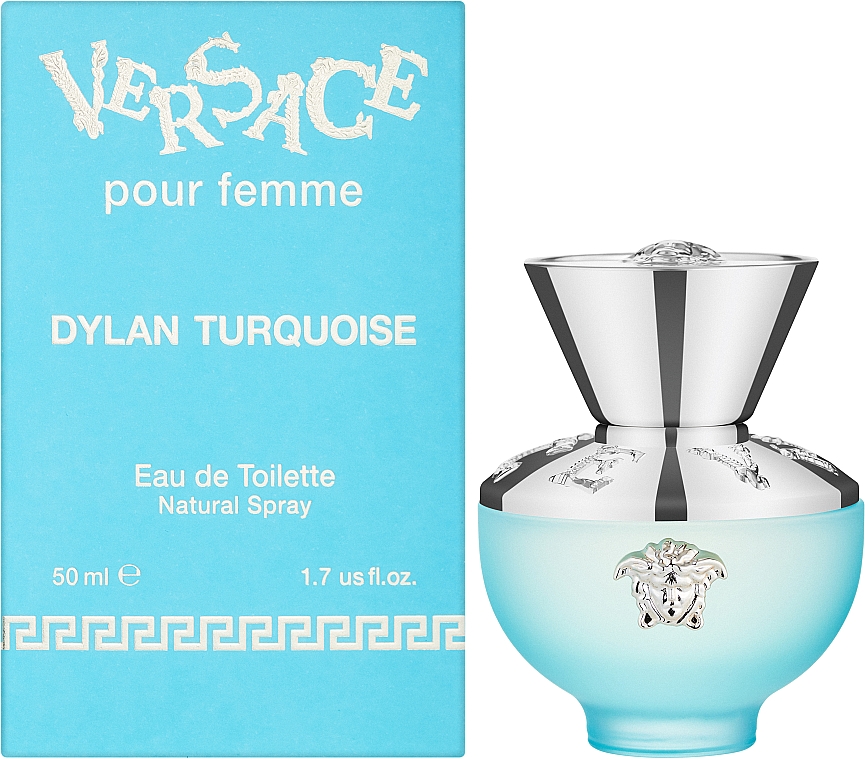 VERSACE
pour femme
DYLAN TURQUOISE
Eau de Toilette
Natural Spray
50 ml ℮ 1.7 us fl.oz.